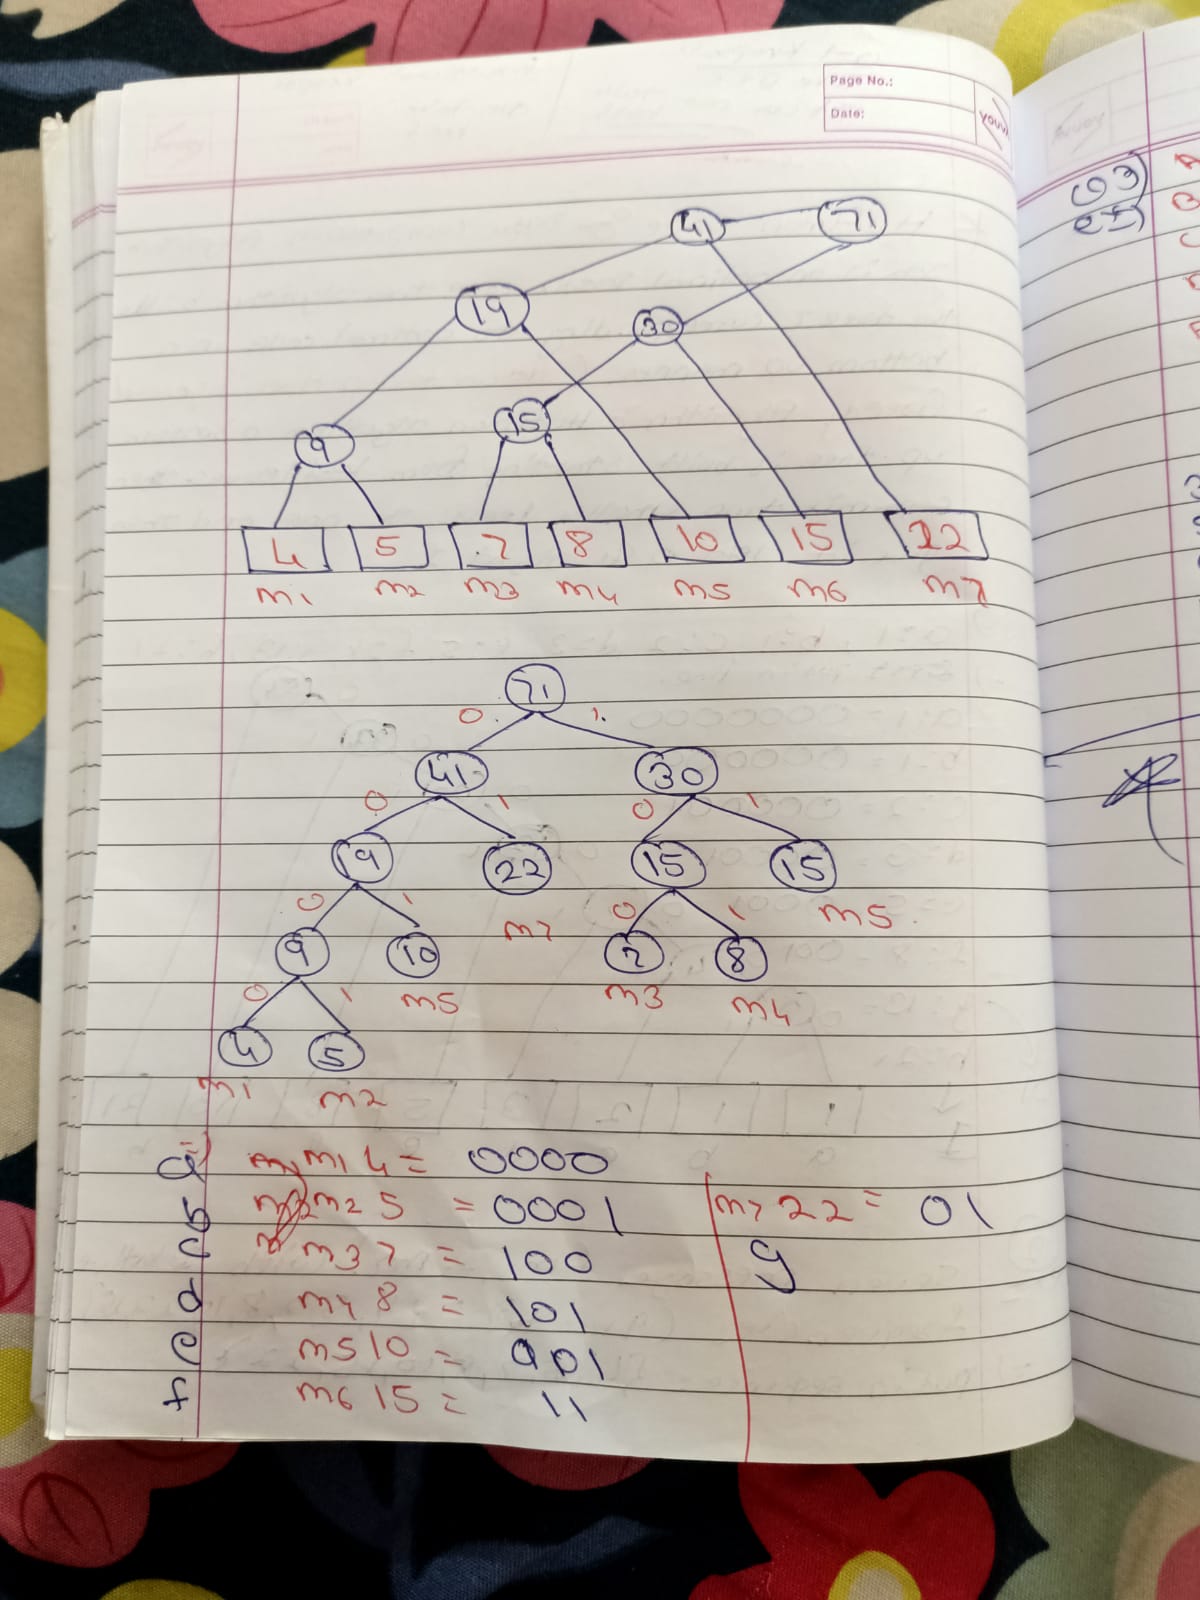 Page No.:
Date:
YOUVA
41 71
19 30
9 15
4 5 7 8 10 15 22
m1 m2 m3 m4 m5 m6 m7
71
0 1
41 30
0 1 0 1
19 22 15 15
0 1 m7 0 1 m5
9 10 7 8
0 1 m5 m3 m4
4 5
m1 m2
a m1 4 = 0000
b m2 5 = 0001 m7 22 = 01
c m3 7 = 100 g
d m4 8 = 101
e m5 10 = 001
f m6 15 = 11